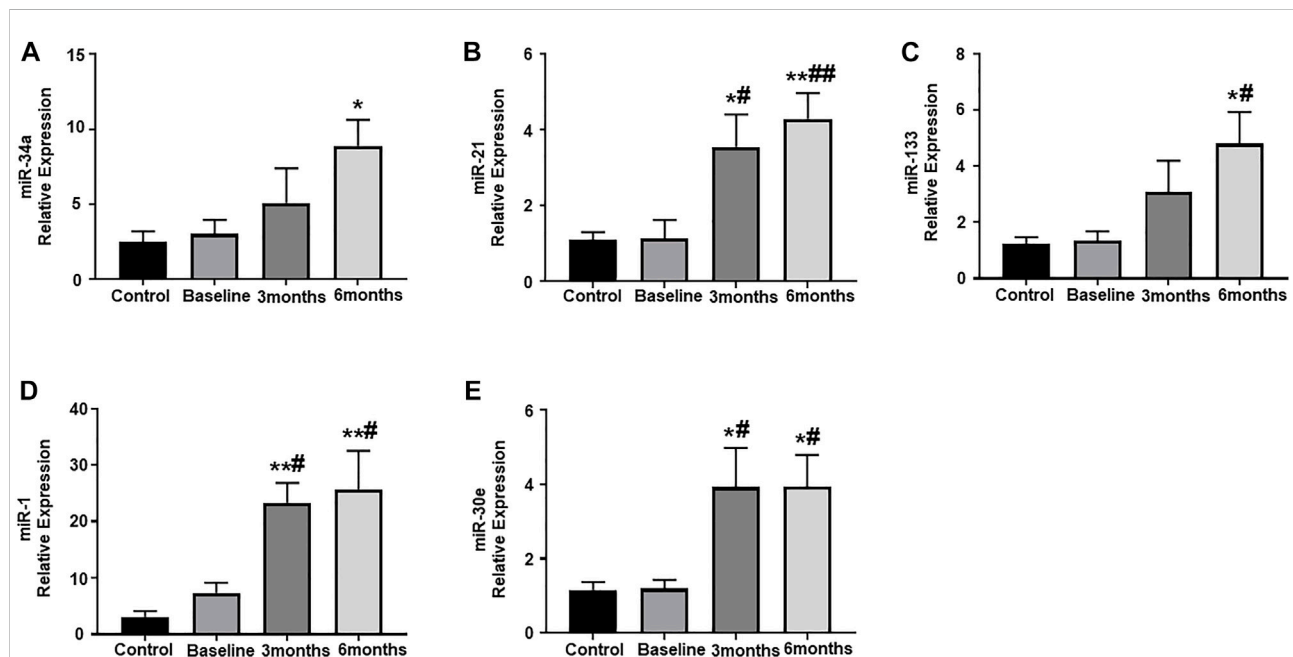 A
miR-34a
Relative Expression
15
10
5
0
*
Control Baseline 3months 6months
B
miR-21
Relative Expression
6
4
2
0
*# **##
Control Baseline 3months 6months
C
miR-133
Relative Expression
8
6
4
2
0
*#
Control Baseline 3months 6months
D
miR-1
Relative Expression
40
30
20
10
0
**# **#
Control Baseline 3months 6months
E
miR-30e
Relative Expression
6
4
2
0
*# *#
Control Baseline 3months 6months